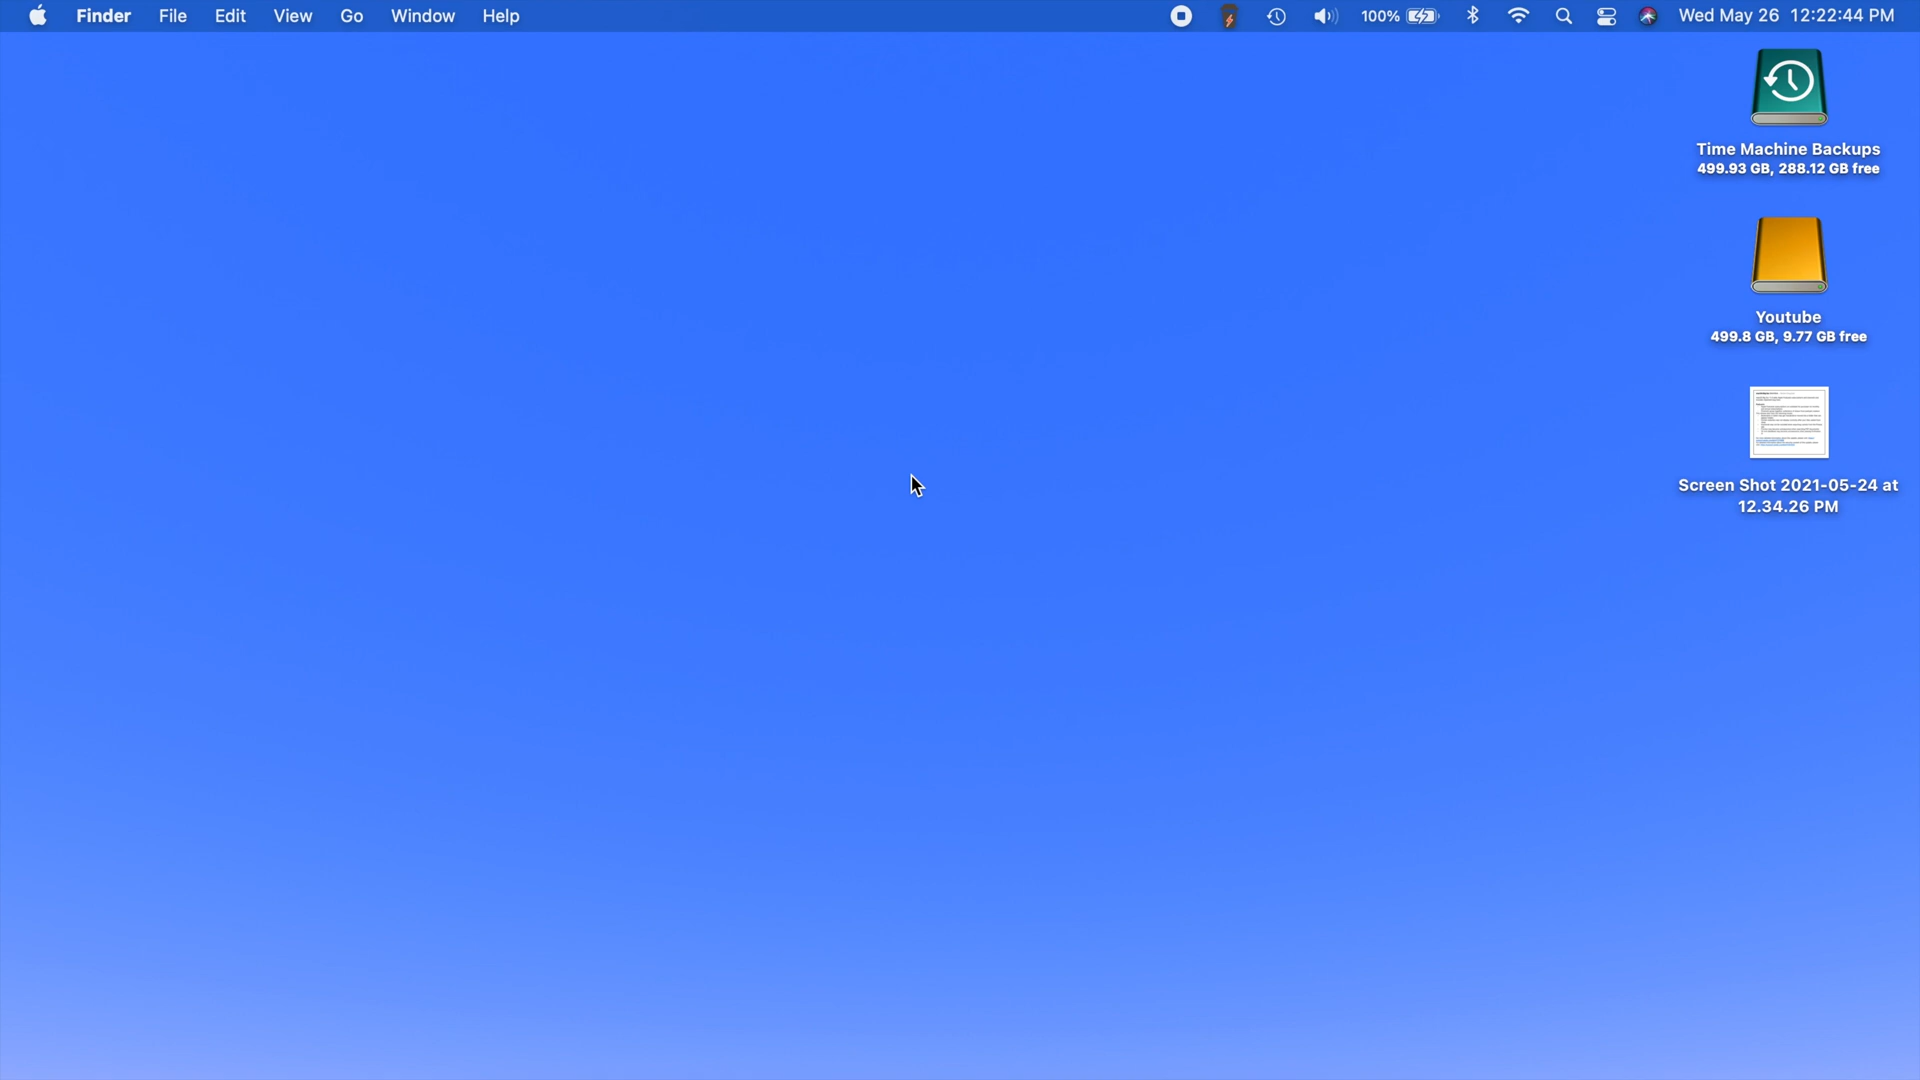 Finder File Edit View Go Window Help 100% Wed May 26 12:22:44 PM
Time Machine Backups
499.93 GB, 288.12 GB free
Youtube
499.8 GB, 9.77 GB free
Screen Shot 2021-05-24 at
12.34.26 PM